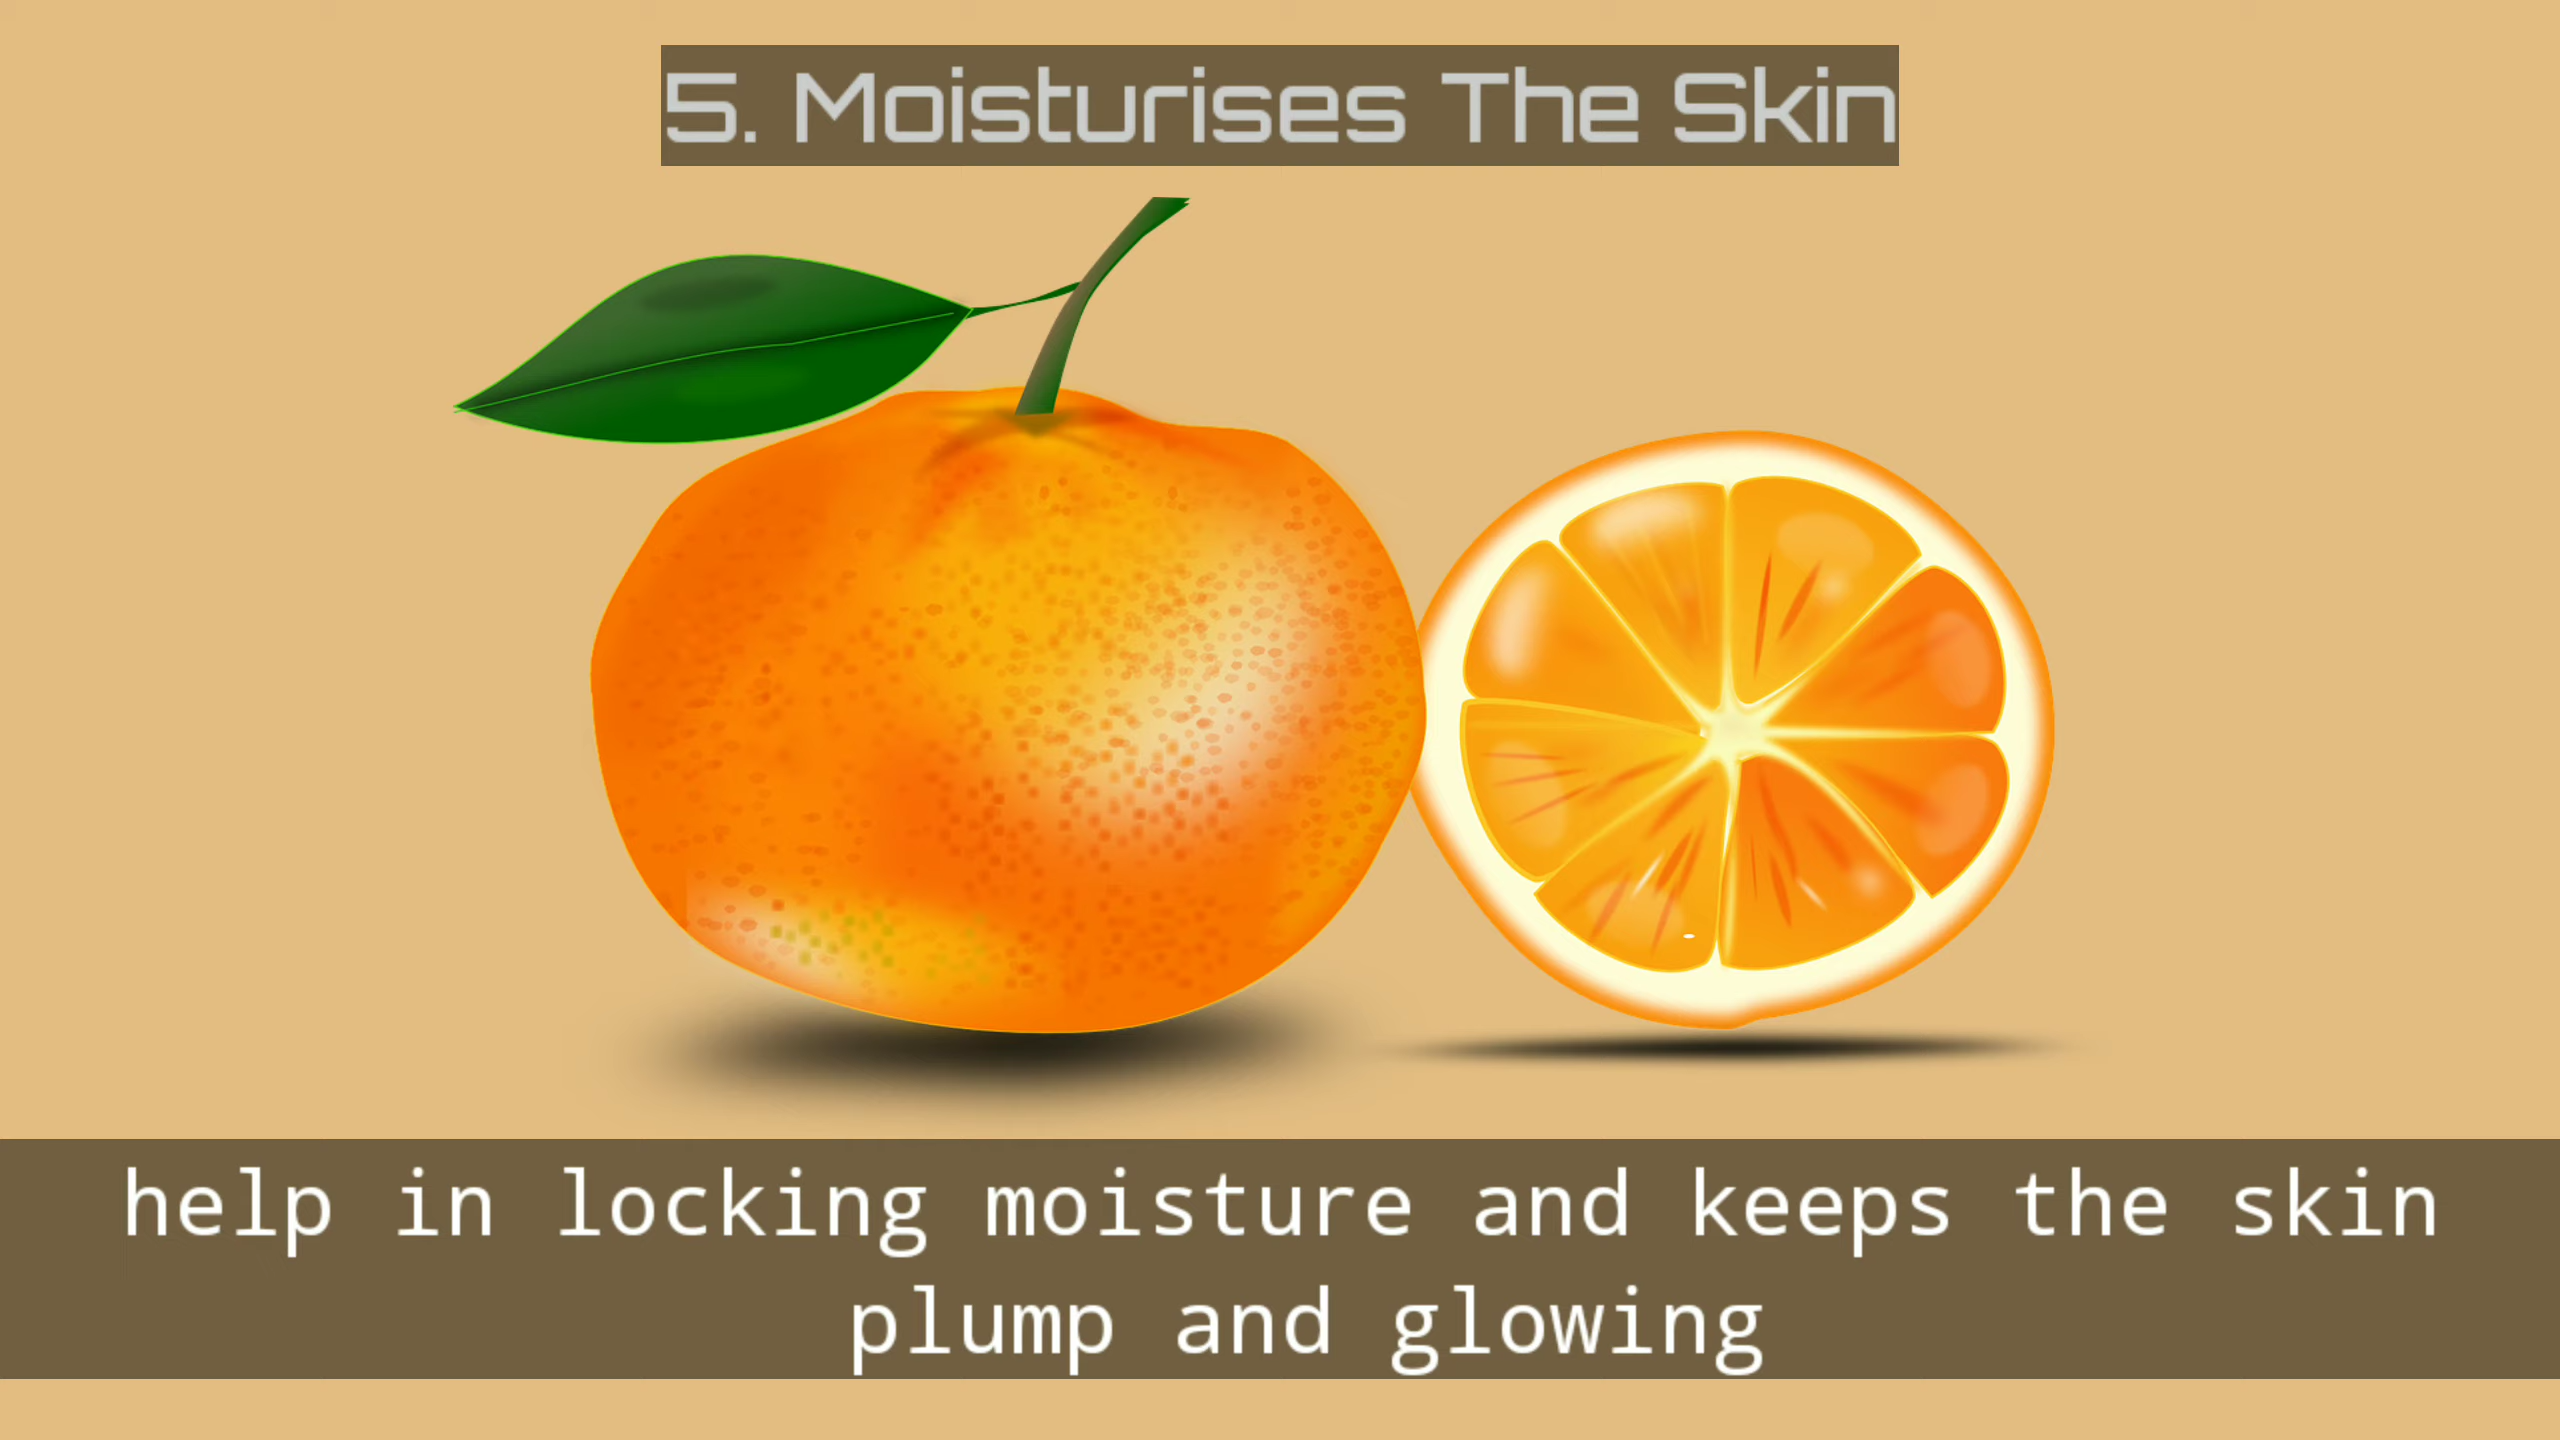 5. Moisturises The Skin
help in locking moisture and keeps the skin
plump and glowing